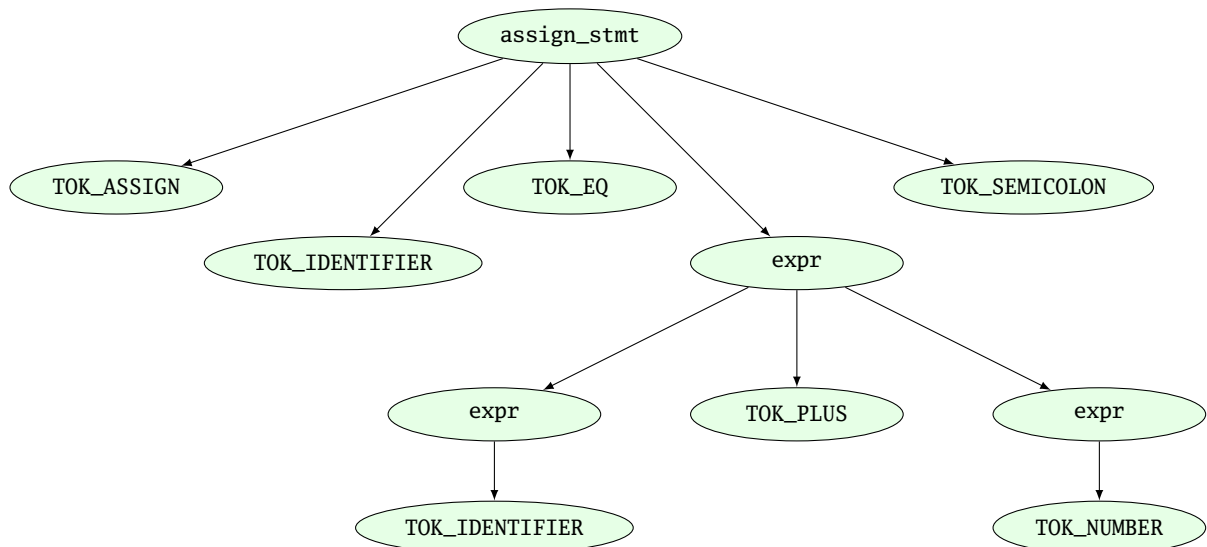 assign_stmt
TOK_ASSIGN
TOK_EQ
TOK_SEMICOLON
TOK_IDENTIFIER
expr
expr
TOK_PLUS
expr
TOK_IDENTIFIER
TOK_NUMBER